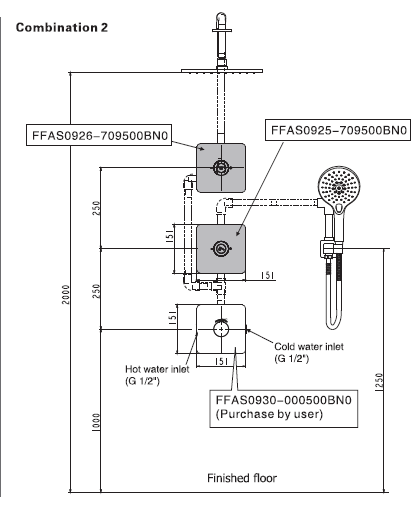 Combination 2
FFAS0926-709500BN0
FFAS0925-709500BN0
250
151
151
2000
250
151
Cold water inlet
(G 1/2")
Hot water inlet
(G 1/2")
151
1250
FFAS0930-000500BN0
(Purchase by user)
1000
Finished floor